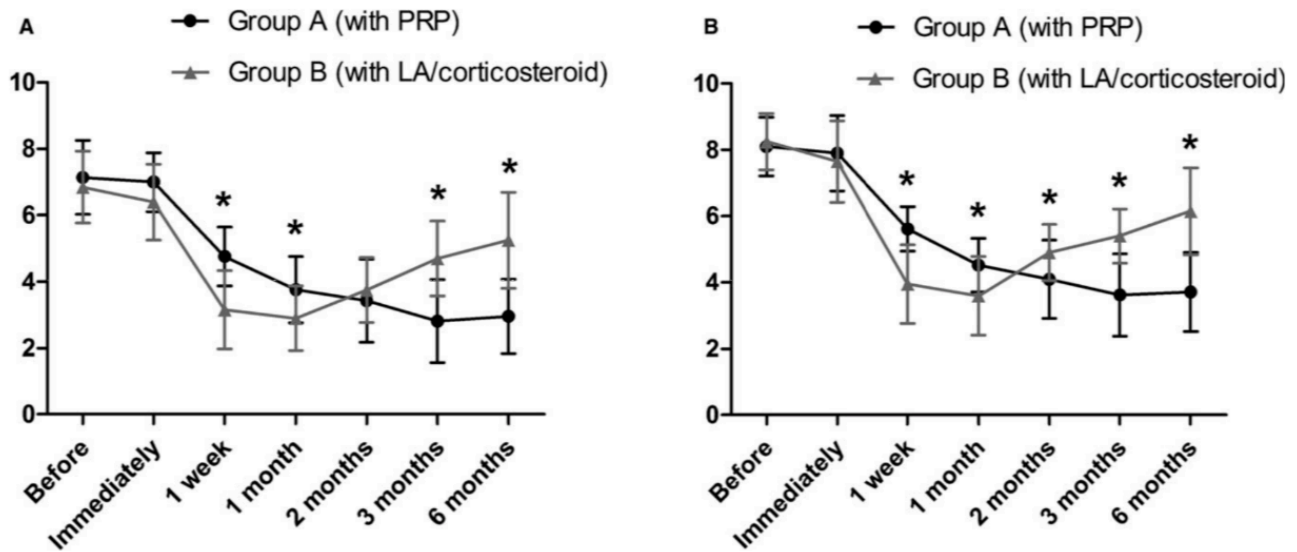 A
Group A (with PRP)
Group B (with LA/corticosteroid)
10
8
6
4
2
0
*
*
*
*
Before
Immediately
1 week
1 month
2 months
3 months
6 months
B
Group A (with PRP)
Group B (with LA/corticosteroid)
10
8
6
4
2
0
*
*
*
*
*
Before
Immediately
1 week
1 month
2 months
3 months
6 months